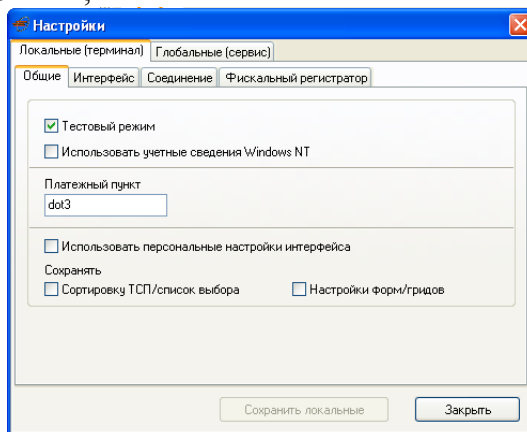 Настройки
Локальные (терминал) Глобальные (сервис)
Общие Интерфейс Соединение Фискальный регистратор
Тестовый режим
Использовать учетные сведения Windows NT
Платежный пункт
dot3
Использовать персональные настройки интерфейса
Сохранять
Сортировку ТСП/список выбора Настройки форм/гридов
Сохранить локальные Закрыть